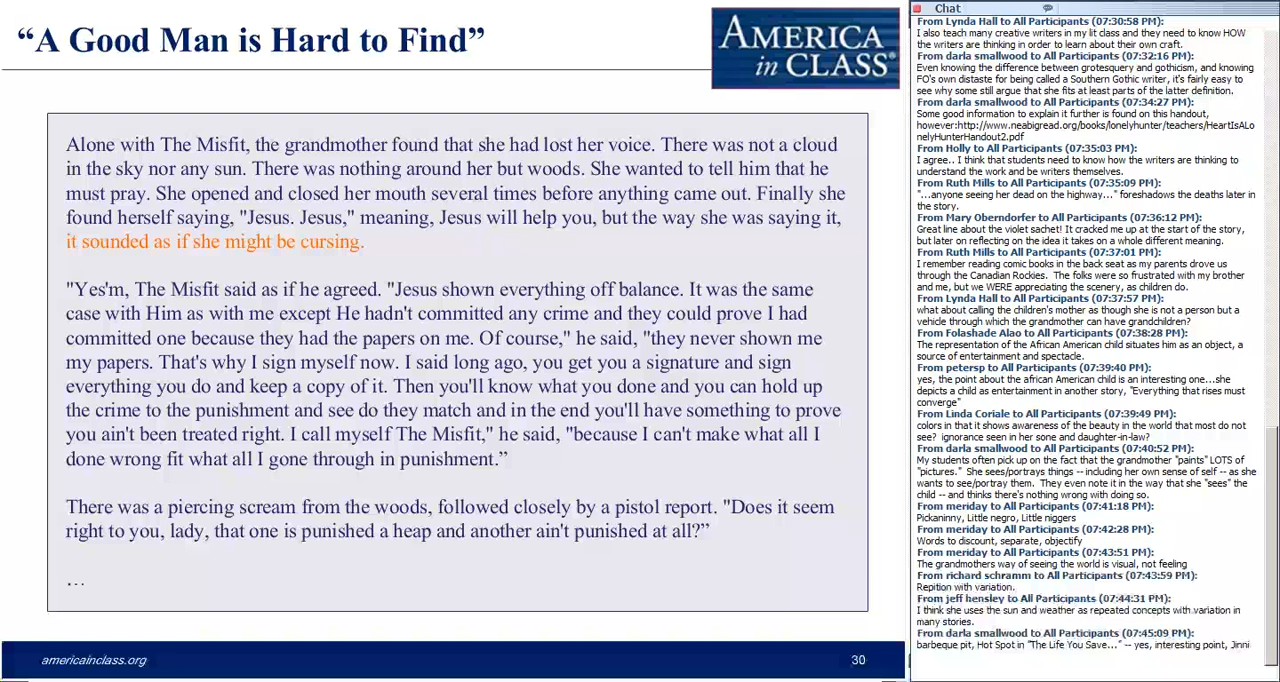 “A Good Man is Hard to Find”
AMERICA
in CLASS®
Alone with The Misfit, the grandmother found that she had lost her voice. There was not a cloud
in the sky nor any sun. There was nothing around her but woods. She wanted to tell him that he
must pray. She opened and closed her mouth several times before anything came out. Finally she
found herself saying, "Jesus. Jesus," meaning, Jesus will help you, but the way she was saying it,
it sounded as if she might be cursing.
"Yes'm, The Misfit said as if he agreed. "Jesus shown everything off balance. It was the same
case with Him as with me except He hadn't committed any crime and they could prove I had
committed one because they had the papers on me. Of course," he said, "they never shown me
my papers. That's why I sign myself now. I said long ago, you get you a signature and sign
everything you do and keep a copy of it. Then you'll know what you done and you can hold up
the crime to the punishment and see do they match and in the end you'll have something to prove
you ain't been treated right. I call myself The Misfit," he said, "because I can't make what all I
done wrong fit what all I gone through in punishment.”
There was a piercing scream from the woods, followed closely by a pistol report. "Does it seem
right to you, lady, that one is punished a heap and another ain't punished at all?”
…
americainclass.org
30
Chat
From Lynda Hall to All Participants (07:30:58 PM):
I also teach many creative writers in my lit class and they need to know HOW
the writers are thinking in order to learn about their own craft.
From darla smallwood to All Participants (07:32:16 PM):
Even knowing the difference between grotesquery and gothicism, and knowing
FO's own distaste for being called a Southern Gothic writer, it's fairly easy to
see why some still argue that she fits at least parts of the latter definition.
From darla smallwood to All Participants (07:34:27 PM):
Some good information to explain it further is found on this handout,
however:http://www.neabigread.org/books/lonelyhunter/teachers/HeartIsALo
nelyHunterHandout2.pdf
From Holly to All Participants (07:35:03 PM):
I agree.. I think that students need to know how the writers are thinking to
understand the work and be writers themselves.
From Ruth Mills to All Participants (07:35:09 PM):
"...anyone seeing her dead on the highway..." foreshadows the deaths later in
the story.
From Mary Oberndorfer to All Participants (07:36:12 PM):
Great line about the violet sachet! It cracked me up at the start of the story,
but later on reflecting on the idea it takes on a whole different meaning.
From Ruth Mills to All Participants (07:37:01 PM):
I remember reading comic books in the back seat as my parents drove us
through the Canadian Rockies. The folks were so frustrated with my brother
and me, but we WERE appreciating the scenery, as children do.
From Lynda Hall to All Participants (07:37:57 PM):
what about calling the children's mother as though she is not a person but a
vehicle through which the grandmother can have grandchildren?
From Folashade Alao to All Participants (07:38:28 PM):
The representation of the African American child situates him as an object, a
source of entertainment and spectacle.
From petersp to All Participants (07:39:40 PM):
yes, the point about the african American child is an interesting one...she
depicts a child as entertainment in another story, "Everything that rises must
converge"
From Linda Coriale to All Participants (07:39:49 PM):
colors in that it shows awareness of the beauty in the world that most do not
see? ignorance seen in her sone and daughter-in-law?
From darla smallwood to All Participants (07:40:52 PM):
My students often pick up on the fact that the grandmother "paints" LOTS of
"pictures." She sees/portrays things -- including her own sense of self -- as she
wants to see/portray them. They even note it in the way that she "sees" the
child -- and thinks there's nothing wrong with doing so.
From meriday to All Participants (07:41:18 PM):
Pickaninny, Little negro, Little niggers
From meriday to All Participants (07:42:28 PM):
Words to discount, separate, objectify
From meriday to All Participants (07:43:51 PM):
The grandmothers way of seeing the world is visual, not feeling
From richard schramm to All Participants (07:43:59 PM):
Repition with variation.
From jeff hensley to All Participants (07:44:31 PM):
I think she uses the sun and weather as repeated concepts with variation in
many stories.
From darla smallwood to All Participants (07:45:09 PM):
barbeque pit, Hot Spot in "The Life You Save..." -- yes, interesting point, Jinni